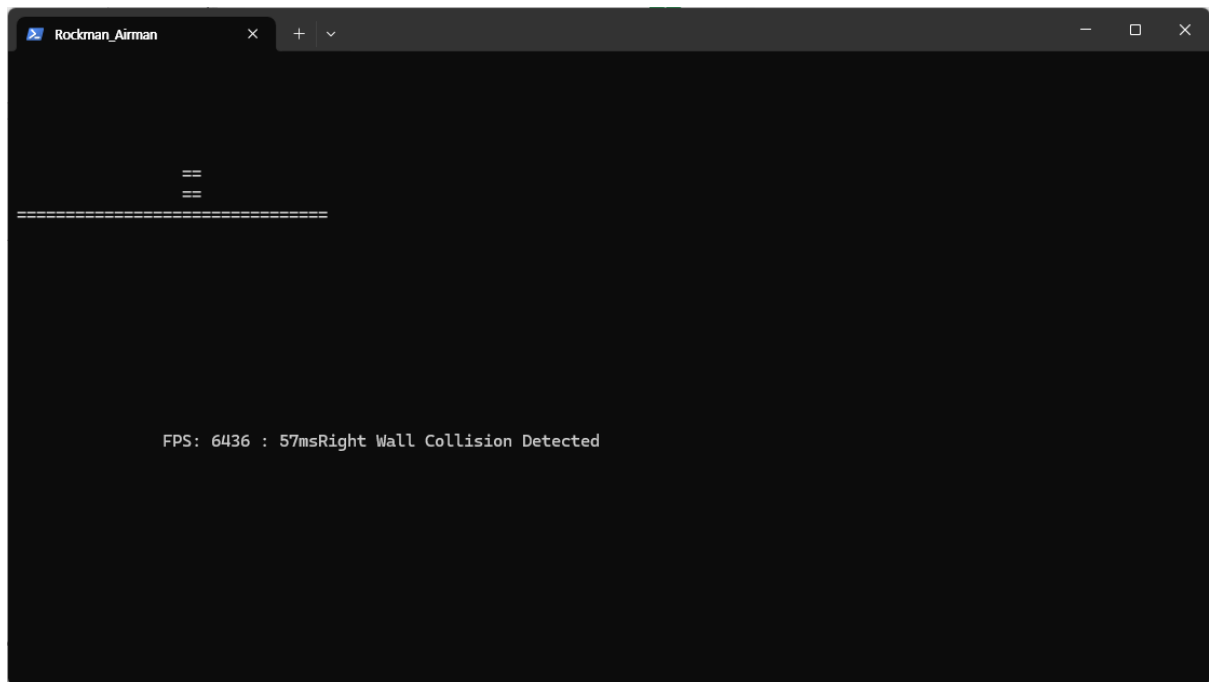 Rockman_Airman
==
==
================================
FPS: 6436 : 57msRight Wall Collision Detected